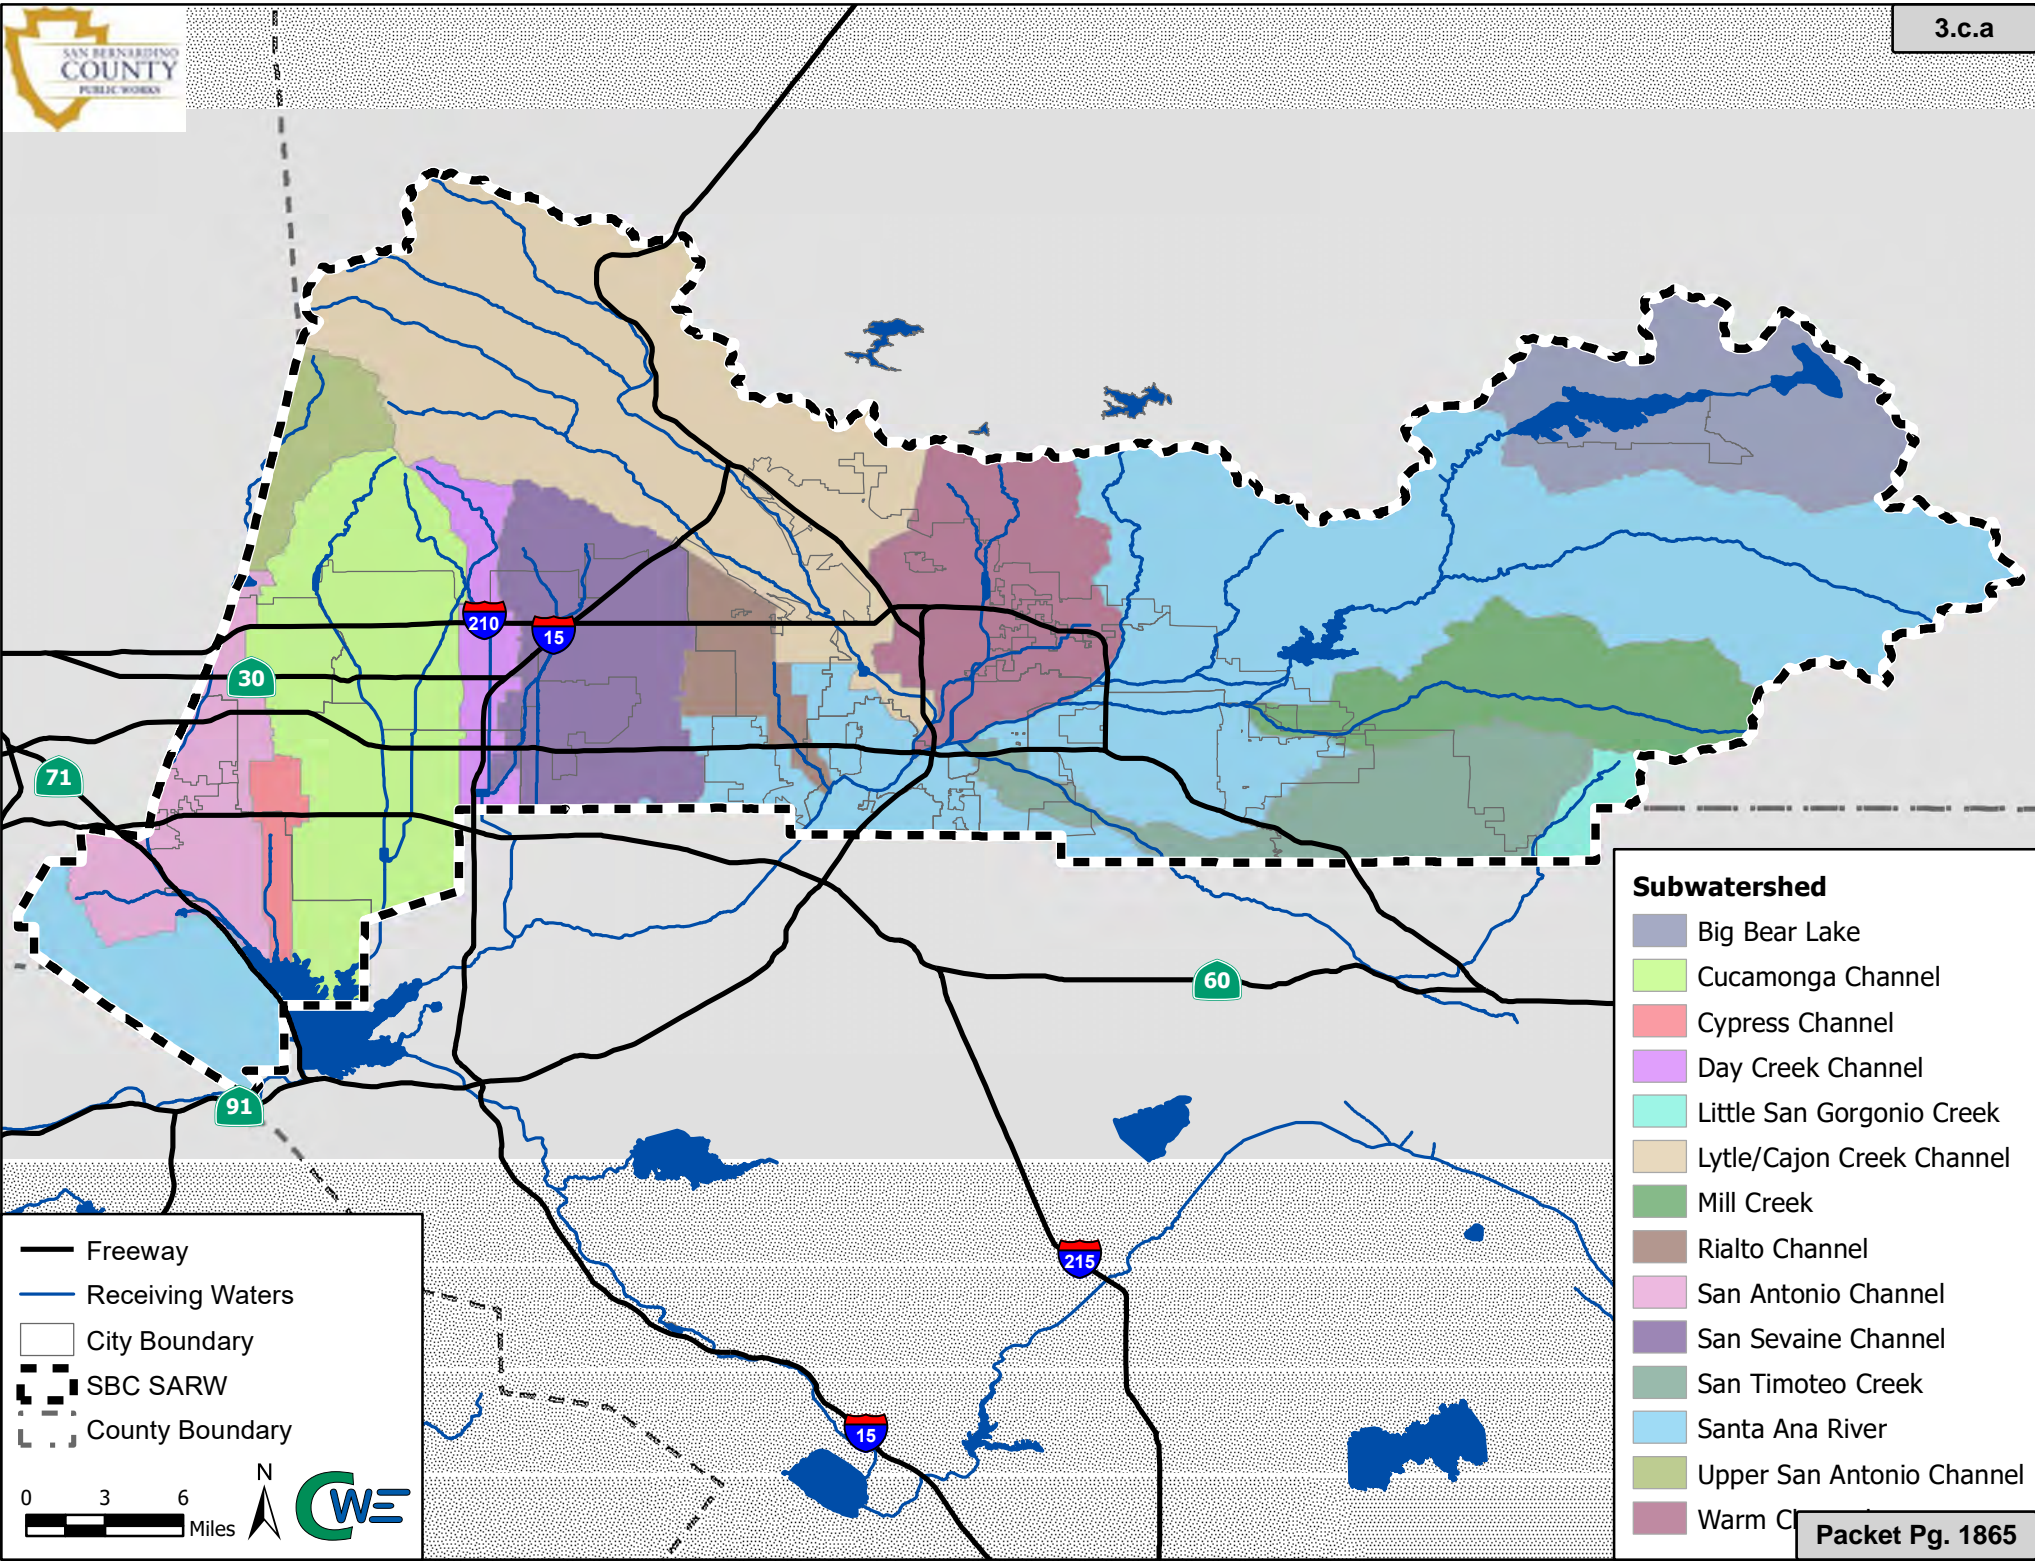 SAN BERNARDINO
COUNTY
PUBLIC WORKS
3.c.a
210
15
30
71
60
91
215
15
Subwatershed
Big Bear Lake
Cucamonga Channel
Cypress Channel
Day Creek Channel
Little San Gorgonio Creek
Lytle/Cajon Creek Channel
Mill Creek
Rialto Channel
San Antonio Channel
San Sevaine Channel
San Timoteo Creek
Santa Ana River
Upper San Antonio Channel
Warm
Freeway
Receiving Waters
City Boundary
SBC SARW
County Boundary
0 3 6
Miles
N
CWE
Packet Pg. 1865